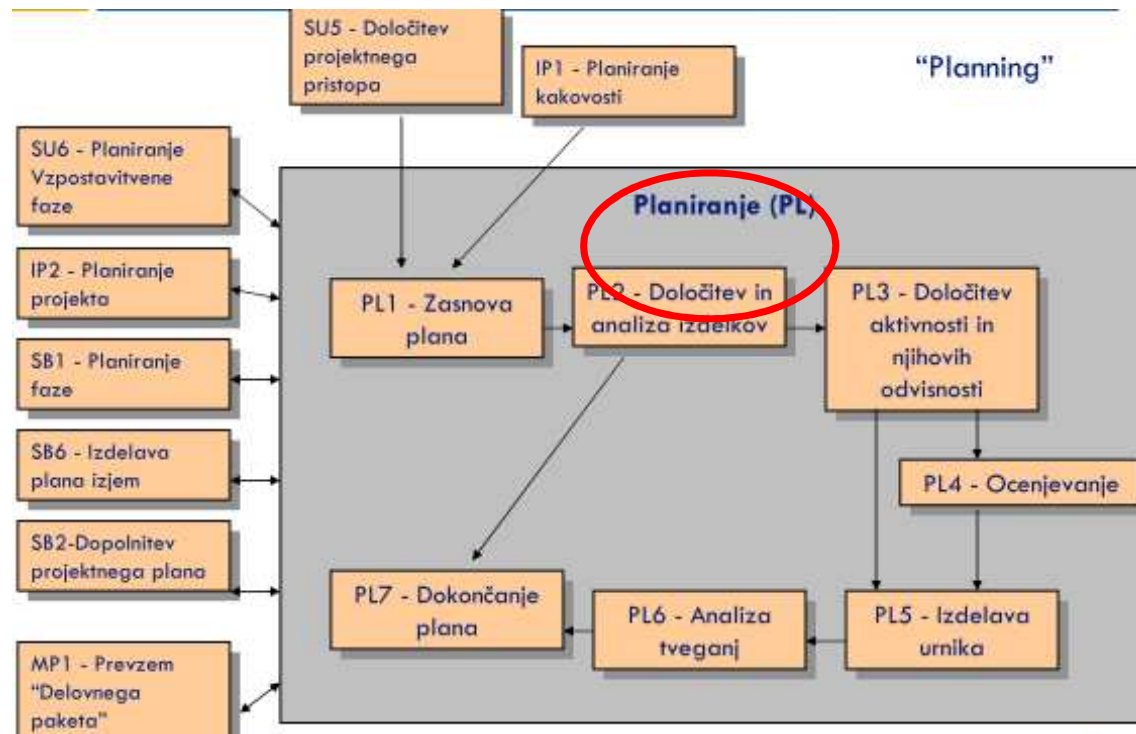 SU5 - Določitev
projektnega
pristopa
IP1 - Planiranje
kakovosti
“Planning”
SU6 - Planiranje
Vzpostavitvene
faze
IP2 - Planiranje
projekta
SB1 - Planiranje
faze
SB6 - Izdelava
plana izjem
SB2-Dopolnitev
projektnega plana
MP1 - Prevzem
“Delovnega
paketa”
Planiranje (PL)
PL1 - Zasnova
plana
PL2 - Določitev in
analiza izdelkov
PL3 - Določitev
aktivnosti in
njihovih
odvisnosti
PL4 - Ocenjevanje
PL7 - Dokončanje
plana
PL6 - Analiza
tveganj
PL5 - Izdelava
urnika